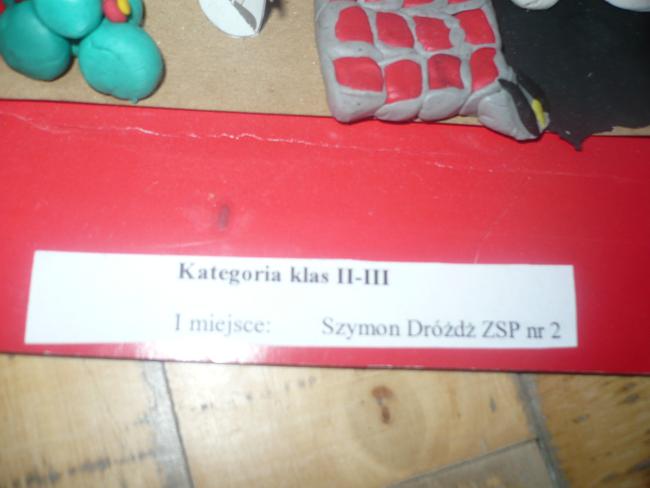 Kategoria klas II-III
I miejsce: Szymon Dróżdż ZSP nr 2